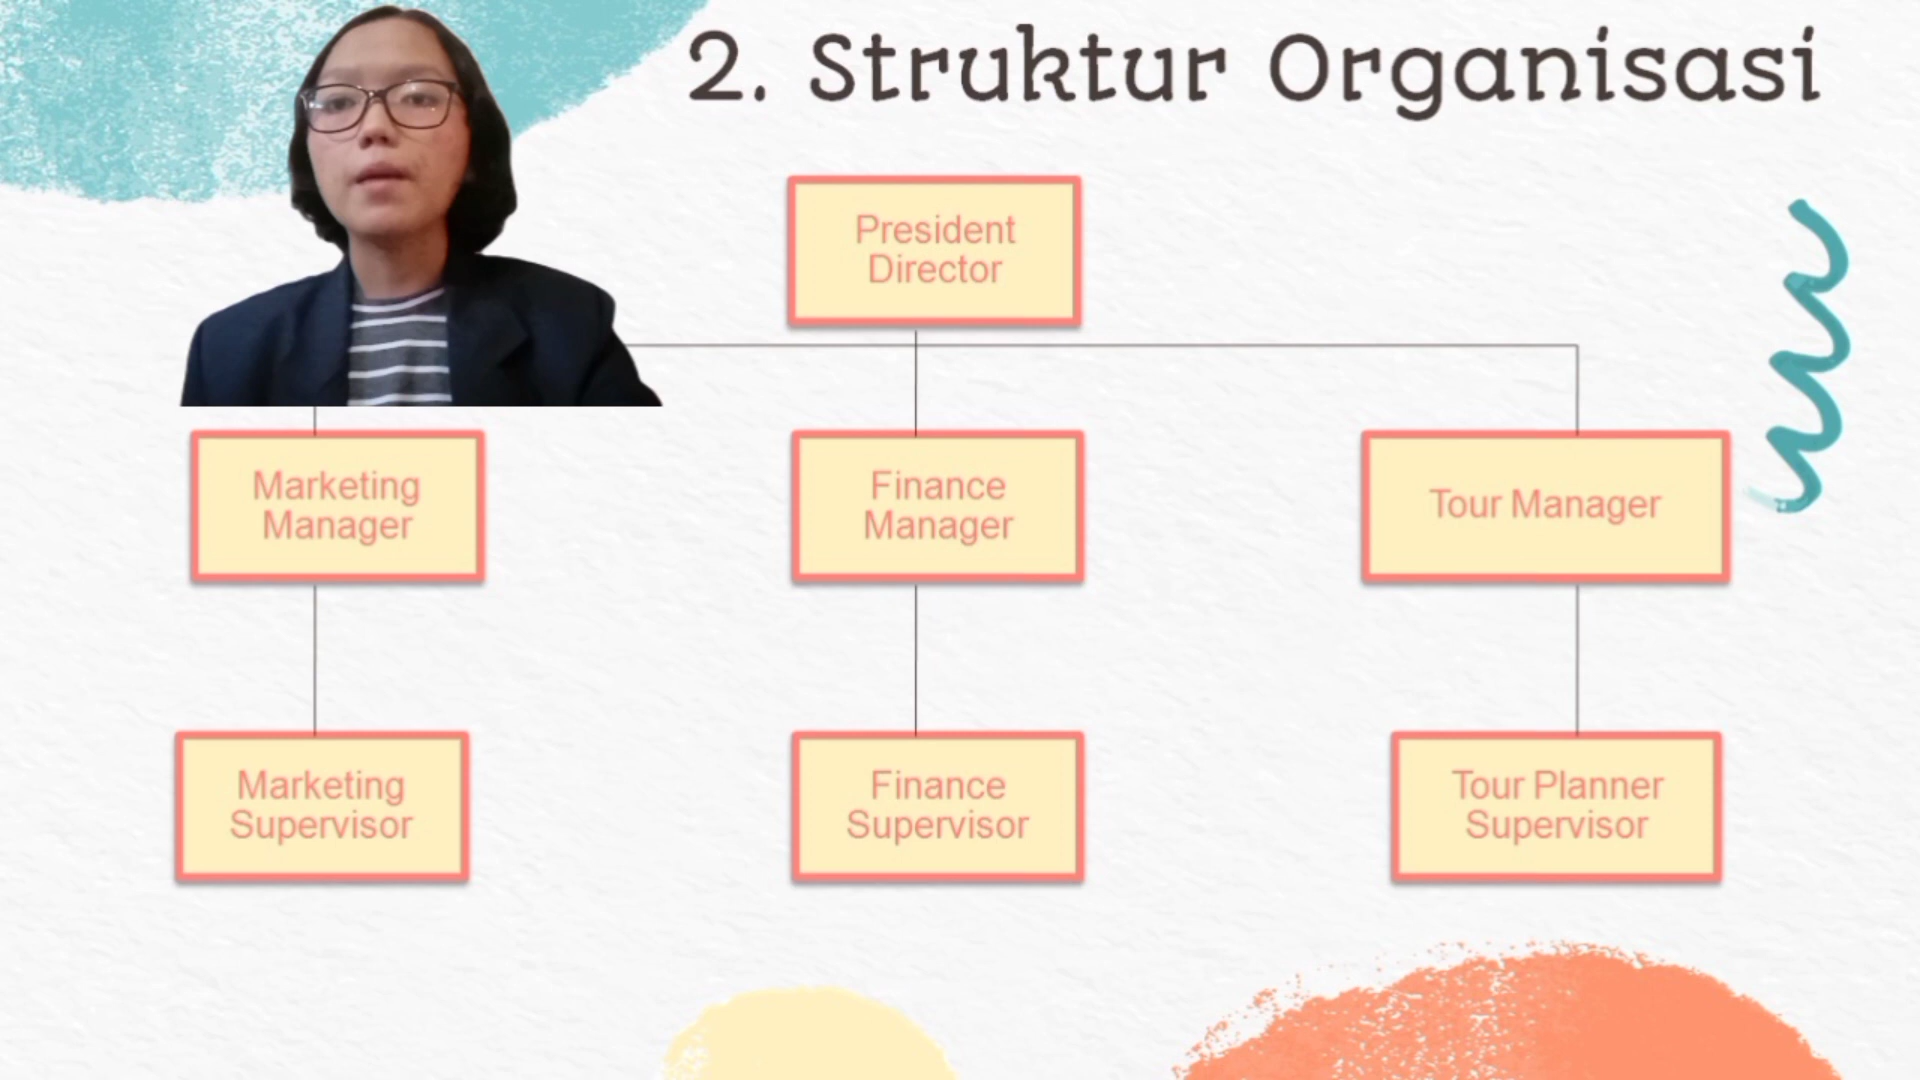 2. Struktur Organisasi
President
Director
Marketing
Manager
Finance
Manager
Tour Manager
Marketing
Supervisor
Finance
Supervisor
Tour Planner
Supervisor